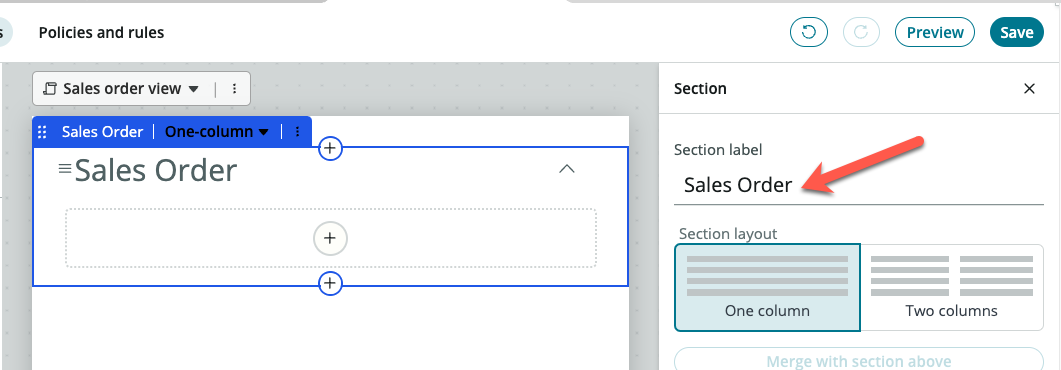 Policies and rules
Preview
Save
Sales order view
Section
Sales Order
One-column
Section label
Sales Order
Sales Order
Section layout
One column
Two columns
Merge with section above